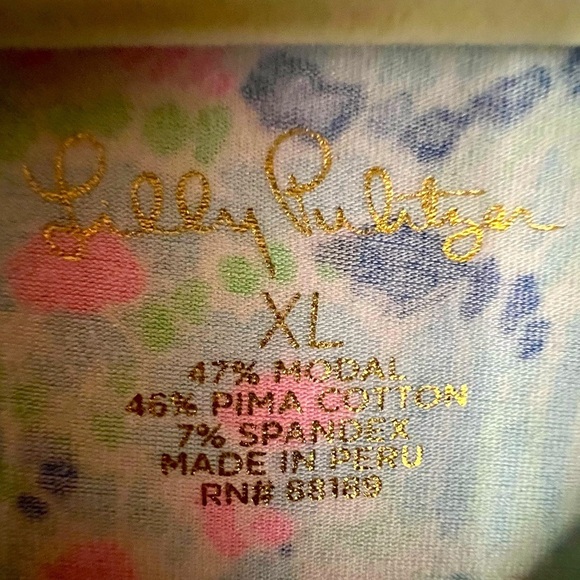 Lilly Pulitzer
XL
47% MODAL
46% PIMA COTTON
7% SPANDEX
MADE IN PERU
RN# 88189